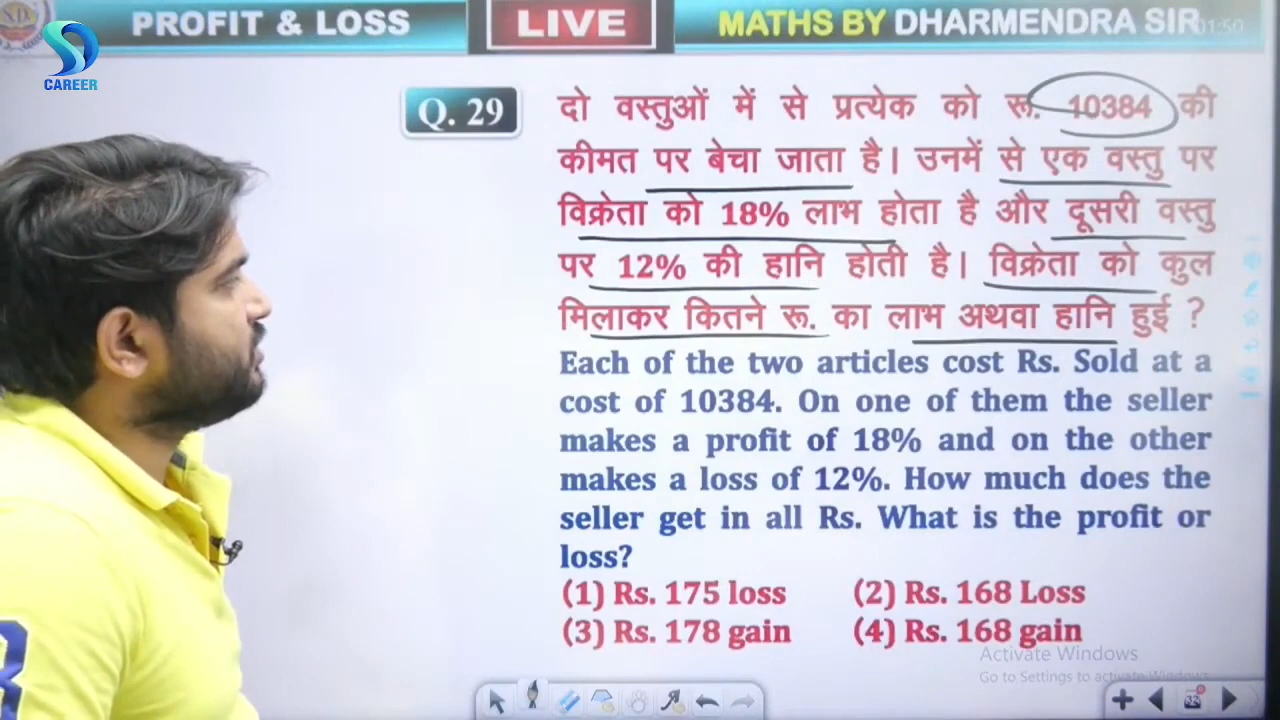 PROFIT & LOSS
LIVE
MATHS BY DHARMENDRA SIR
01:50
S.D.
CAREER
Q. 29
दो वस्तुओं में से प्रत्येक को रू. 10384 की
कीमत पर बेचा जाता है। उनमें से एक वस्तु पर
विक्रेता को 18% लाभ होता है और दूसरी वस्तु
पर 12% की हानि होती है। विक्रेता को कुल
मिलाकर कितने रू. का लाभ अथवा हानि हुई ?
Each of the two articles cost Rs. Sold at a
cost of 10384. On one of them the seller
makes a profit of 18% and on the other
makes a loss of 12%. How much does the
seller get in all Rs. What is the profit or
loss?
(1) Rs. 175 loss (2) Rs. 168 Loss
(3) Rs. 178 gain (4) Rs. 168 gain
Activate Windows
Go to Settings to activate Windows.
32